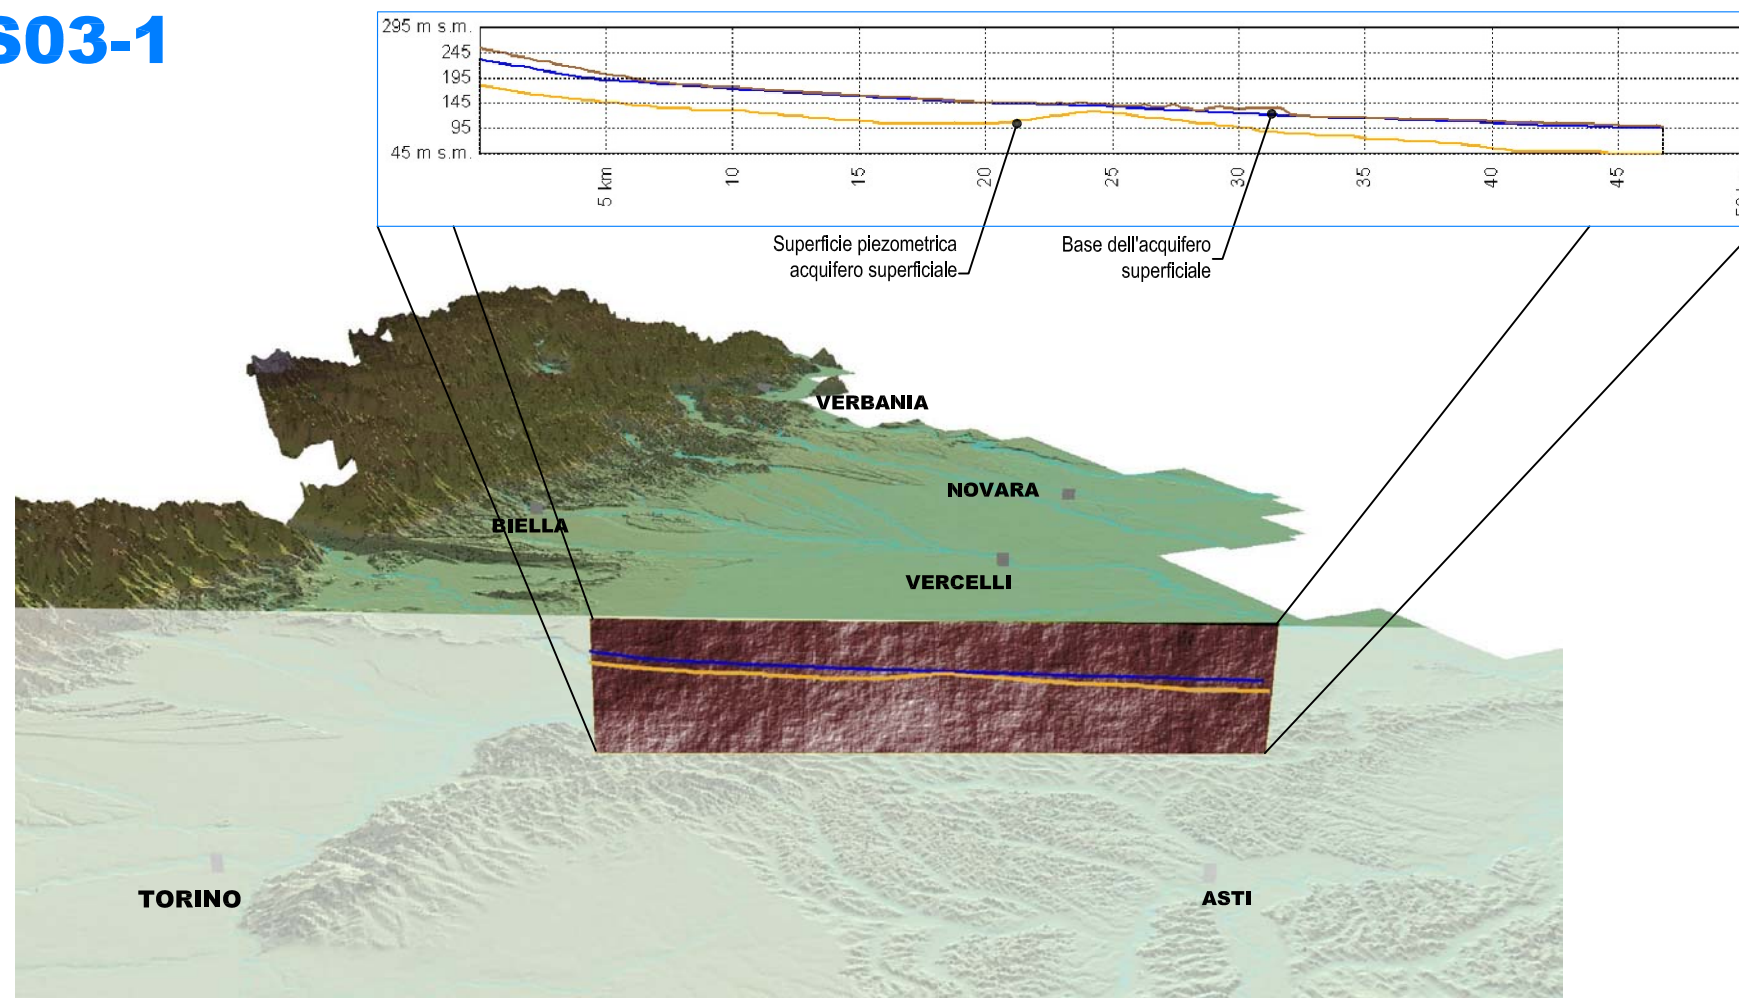 S03-1
295 m s.m.
245
195
145
95
45 m s.m.
5 km
10
15
20
25
30
35
40
45
Superficie piezometrica
acquifero superficiale
Base dell'acquifero
superficiale
VERBANIA
NOVARA
BIELLA
VERCELLI
TORINO
ASTI